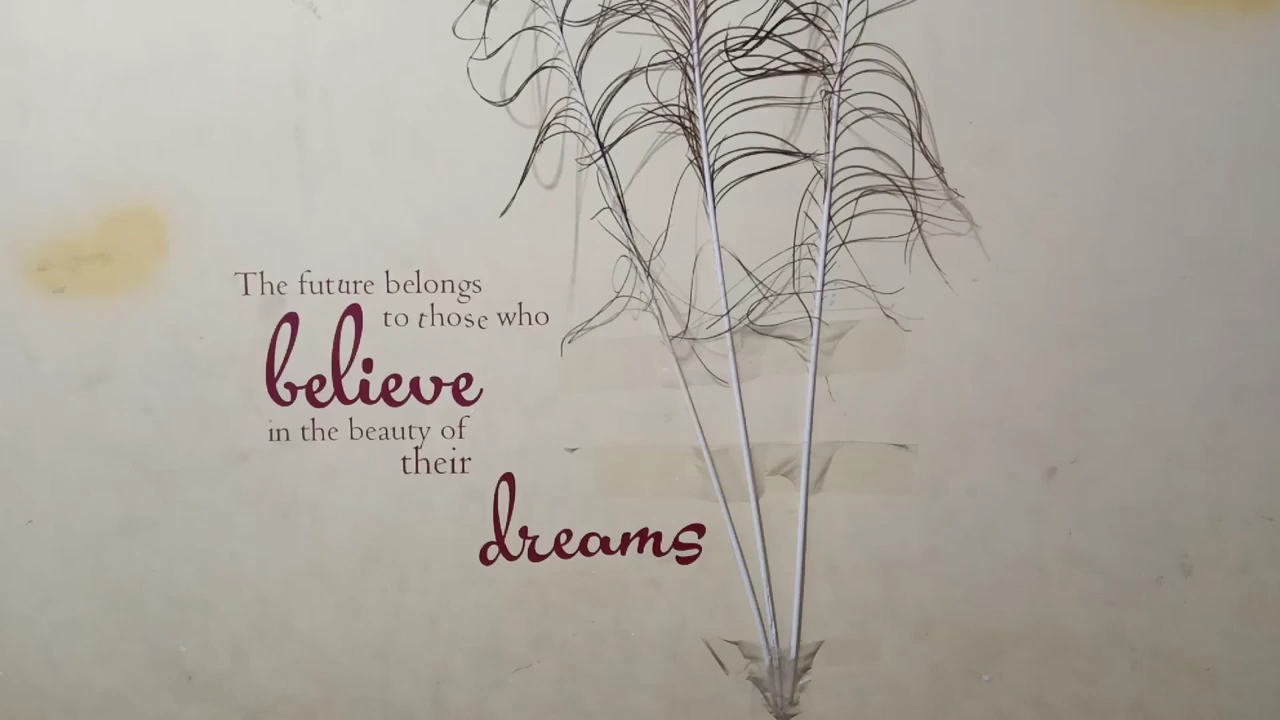 The future belongs
to those who
believe
in the beauty of
their
dreams